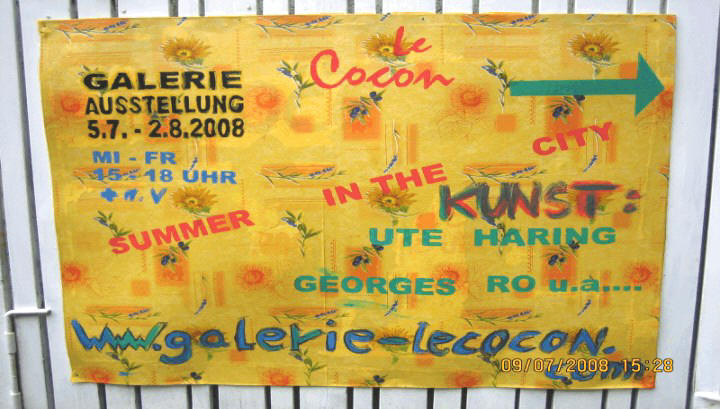 Le
Cocon
GALERIE
AUSSTELLUNG
5.7. - 2.8.2008
MI - FR
15 - 18 UHR
+ n. V
SUMMER IN THE CITY
KUNST:
UTE HARING
GEORGES RO u.a....
www.galerie-lecocon.
com
09/07/2008 15:28